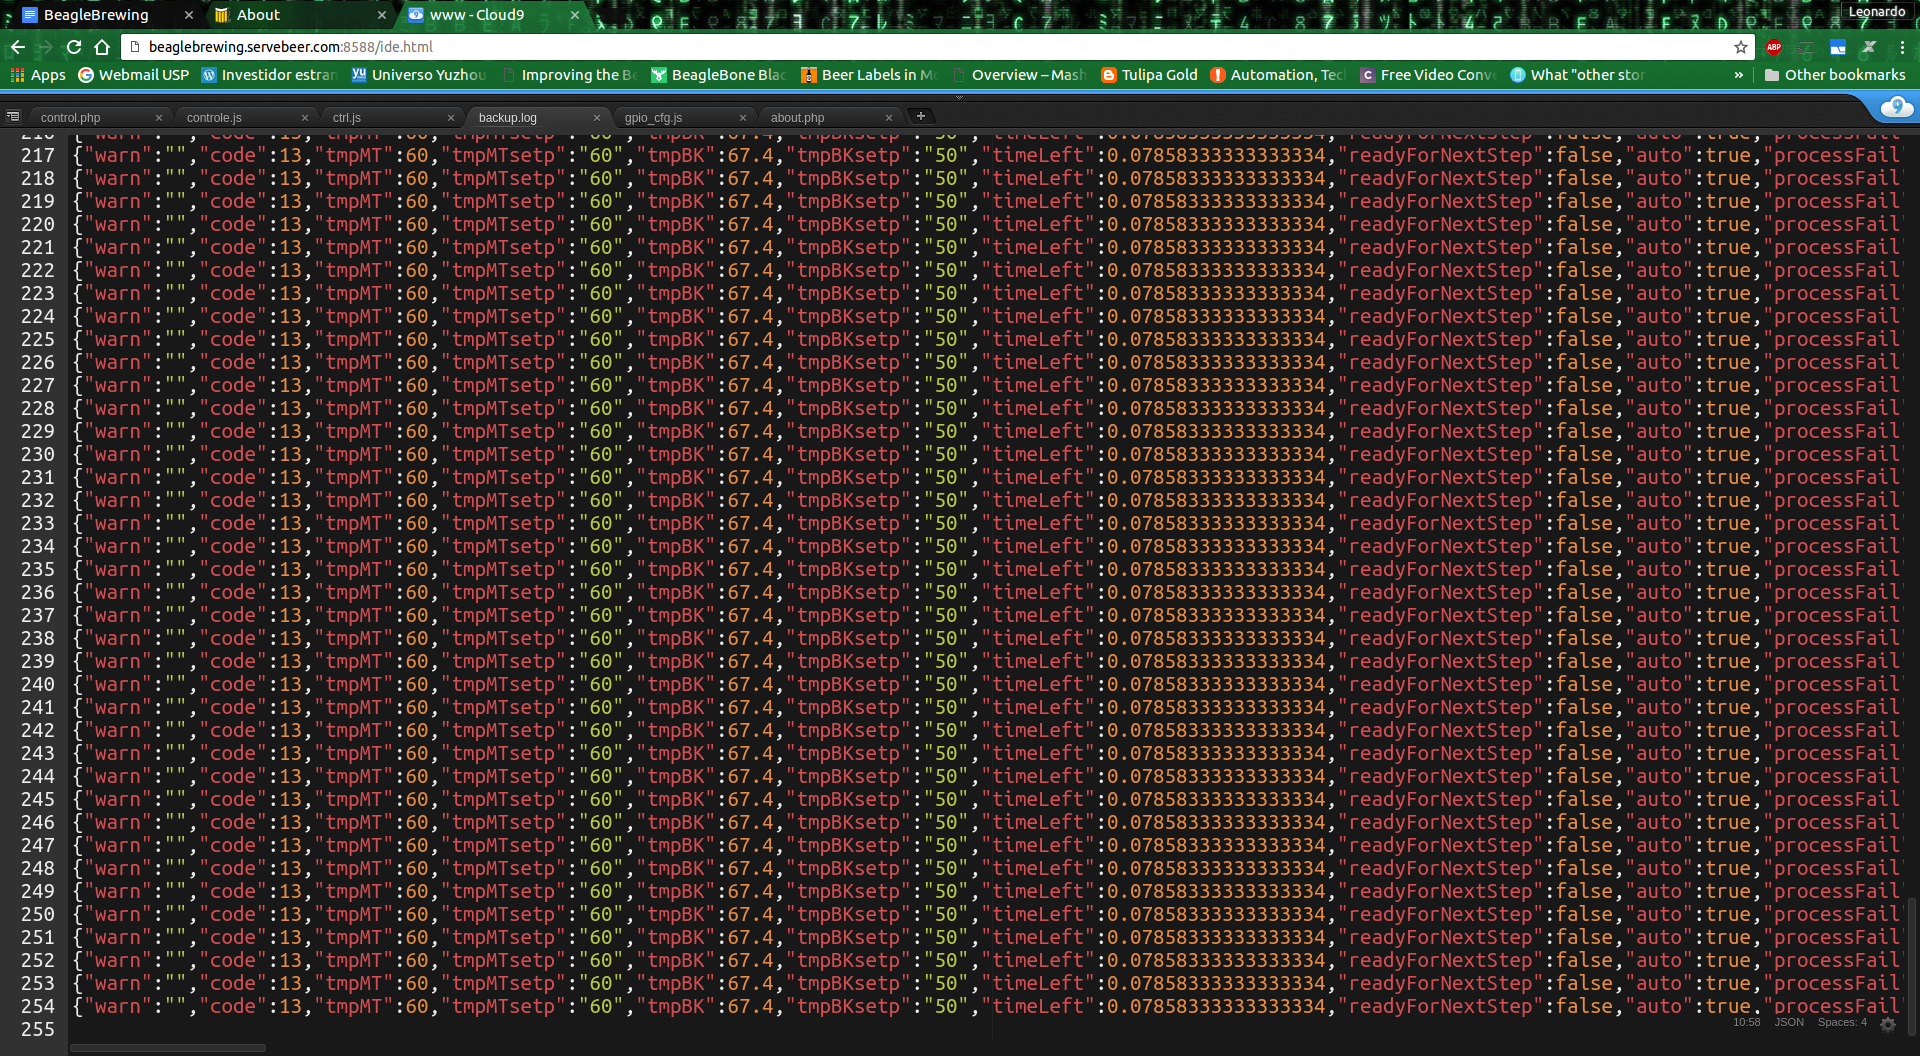 BeagleBrewing
About
www - Cloud9
Leonardo
beaglebrewing.servebeer.com:8588/ide.html
Apps Webmail USP Investidor estran Universo Yuzhou Improving the Be BeagleBone Blac Beer Labels in Mo Overview – Mash Tulipa Gold Automation, Tec Free Video Conve What "other stor » Other bookmarks
control.php controle.js ctrl.js backup.log gpio_cfg.js about.php
216 {"warn":"","code":13,"tmpMT":60,"tmpMTsetp":"60","tmpBK":67.4,"tmpBKsetp":"50","timeLeft":0.07858333333333334,"readyForNextStep":false,"auto":true,"processFail
217 {"warn":"","code":13,"tmpMT":60,"tmpMTsetp":"60","tmpBK":67.4,"tmpBKsetp":"50","timeLeft":0.07858333333333334,"readyForNextStep":false,"auto":true,"processFail'
218 {"warn":"","code":13,"tmpMT":60,"tmpMTsetp":"60","tmpBK":67.4,"tmpBKsetp":"50","timeLeft":0.07858333333333334,"readyForNextStep":false,"auto":true,"processFail'
219 {"warn":"","code":13,"tmpMT":60,"tmpMTsetp":"60","tmpBK":67.4,"tmpBKsetp":"50","timeLeft":0.07858333333333334,"readyForNextStep":false,"auto":true,"processFail'
220 {"warn":"","code":13,"tmpMT":60,"tmpMTsetp":"60","tmpBK":67.4,"tmpBKsetp":"50","timeLeft":0.07858333333333334,"readyForNextStep":false,"auto":true,"processFail'
221 {"warn":"","code":13,"tmpMT":60,"tmpMTsetp":"60","tmpBK":67.4,"tmpBKsetp":"50","timeLeft":0.07858333333333334,"readyForNextStep":false,"auto":true,"processFail'
222 {"warn":"","code":13,"tmpMT":60,"tmpMTsetp":"60","tmpBK":67.4,"tmpBKsetp":"50","timeLeft":0.07858333333333334,"readyForNextStep":false,"auto":true,"processFail'
223 {"warn":"","code":13,"tmpMT":60,"tmpMTsetp":"60","tmpBK":67.4,"tmpBKsetp":"50","timeLeft":0.07858333333333334,"readyForNextStep":false,"auto":true,"processFail'
224 {"warn":"","code":13,"tmpMT":60,"tmpMTsetp":"60","tmpBK":67.4,"tmpBKsetp":"50","timeLeft":0.07858333333333334,"readyForNextStep":false,"auto":true,"processFail'
225 {"warn":"","code":13,"tmpMT":60,"tmpMTsetp":"60","tmpBK":67.4,"tmpBKsetp":"50","timeLeft":0.07858333333333334,"readyForNextStep":false,"auto":true,"processFail'
226 {"warn":"","code":13,"tmpMT":60,"tmpMTsetp":"60","tmpBK":67.4,"tmpBKsetp":"50","timeLeft":0.07858333333333334,"readyForNextStep":false,"auto":true,"processFail'
227 {"warn":"","code":13,"tmpMT":60,"tmpMTsetp":"60","tmpBK":67.4,"tmpBKsetp":"50","timeLeft":0.07858333333333334,"readyForNextStep":false,"auto":true,"processFail'
228 {"warn":"","code":13,"tmpMT":60,"tmpMTsetp":"60","tmpBK":67.4,"tmpBKsetp":"50","timeLeft":0.07858333333333334,"readyForNextStep":false,"auto":true,"processFail'
229 {"warn":"","code":13,"tmpMT":60,"tmpMTsetp":"60","tmpBK":67.4,"tmpBKsetp":"50","timeLeft":0.07858333333333334,"readyForNextStep":false,"auto":true,"processFail'
230 {"warn":"","code":13,"tmpMT":60,"tmpMTsetp":"60","tmpBK":67.4,"tmpBKsetp":"50","timeLeft":0.07858333333333334,"readyForNextStep":false,"auto":true,"processFail'
231 {"warn":"","code":13,"tmpMT":60,"tmpMTsetp":"60","tmpBK":67.4,"tmpBKsetp":"50","timeLeft":0.07858333333333334,"readyForNextStep":false,"auto":true,"processFail'
232 {"warn":"","code":13,"tmpMT":60,"tmpMTsetp":"60","tmpBK":67.4,"tmpBKsetp":"50","timeLeft":0.07858333333333334,"readyForNextStep":false,"auto":true,"processFail'
233 {"warn":"","code":13,"tmpMT":60,"tmpMTsetp":"60","tmpBK":67.4,"tmpBKsetp":"50","timeLeft":0.07858333333333334,"readyForNextStep":false,"auto":true,"processFail'
234 {"warn":"","code":13,"tmpMT":60,"tmpMTsetp":"60","tmpBK":67.4,"tmpBKsetp":"50","timeLeft":0.07858333333333334,"readyForNextStep":false,"auto":true,"processFail'
235 {"warn":"","code":13,"tmpMT":60,"tmpMTsetp":"60","tmpBK":67.4,"tmpBKsetp":"50","timeLeft":0.07858333333333334,"readyForNextStep":false,"auto":true,"processFail'
236 {"warn":"","code":13,"tmpMT":60,"tmpMTsetp":"60","tmpBK":67.4,"tmpBKsetp":"50","timeLeft":0.07858333333333334,"readyForNextStep":false,"auto":true,"processFail'
237 {"warn":"","code":13,"tmpMT":60,"tmpMTsetp":"60","tmpBK":67.4,"tmpBKsetp":"50","timeLeft":0.07858333333333334,"readyForNextStep":false,"auto":true,"processFail'
238 {"warn":"","code":13,"tmpMT":60,"tmpMTsetp":"60","tmpBK":67.4,"tmpBKsetp":"50","timeLeft":0.07858333333333334,"readyForNextStep":false,"auto":true,"processFail'
239 {"warn":"","code":13,"tmpMT":60,"tmpMTsetp":"60","tmpBK":67.4,"tmpBKsetp":"50","timeLeft":0.07858333333333334,"readyForNextStep":false,"auto":true,"processFail'
240 {"warn":"","code":13,"tmpMT":60,"tmpMTsetp":"60","tmpBK":67.4,"tmpBKsetp":"50","timeLeft":0.07858333333333334,"readyForNextStep":false,"auto":true,"processFail'
241 {"warn":"","code":13,"tmpMT":60,"tmpMTsetp":"60","tmpBK":67.4,"tmpBKsetp":"50","timeLeft":0.07858333333333334,"readyForNextStep":false,"auto":true,"processFail'
242 {"warn":"","code":13,"tmpMT":60,"tmpMTsetp":"60","tmpBK":67.4,"tmpBKsetp":"50","timeLeft":0.07858333333333334,"readyForNextStep":false,"auto":true,"processFail'
243 {"warn":"","code":13,"tmpMT":60,"tmpMTsetp":"60","tmpBK":67.4,"tmpBKsetp":"50","timeLeft":0.07858333333333334,"readyForNextStep":false,"auto":true,"processFail'
244 {"warn":"","code":13,"tmpMT":60,"tmpMTsetp":"60","tmpBK":67.4,"tmpBKsetp":"50","timeLeft":0.07858333333333334,"readyForNextStep":false,"auto":true,"processFail'
245 {"warn":"","code":13,"tmpMT":60,"tmpMTsetp":"60","tmpBK":67.4,"tmpBKsetp":"50","timeLeft":0.07858333333333334,"readyForNextStep":false,"auto":true,"processFail'
246 {"warn":"","code":13,"tmpMT":60,"tmpMTsetp":"60","tmpBK":67.4,"tmpBKsetp":"50","timeLeft":0.07858333333333334,"readyForNextStep":false,"auto":true,"processFail'
247 {"warn":"","code":13,"tmpMT":60,"tmpMTsetp":"60","tmpBK":67.4,"tmpBKsetp":"50","timeLeft":0.07858333333333334,"readyForNextStep":false,"auto":true,"processFail'
248 {"warn":"","code":13,"tmpMT":60,"tmpMTsetp":"60","tmpBK":67.4,"tmpBKsetp":"50","timeLeft":0.07858333333333334,"readyForNextStep":false,"auto":true,"processFail'
249 {"warn":"","code":13,"tmpMT":60,"tmpMTsetp":"60","tmpBK":67.4,"tmpBKsetp":"50","timeLeft":0.07858333333333334,"readyForNextStep":false,"auto":true,"processFail'
250 {"warn":"","code":13,"tmpMT":60,"tmpMTsetp":"60","tmpBK":67.4,"tmpBKsetp":"50","timeLeft":0.07858333333333334,"readyForNextStep":false,"auto":true,"processFail'
251 {"warn":"","code":13,"tmpMT":60,"tmpMTsetp":"60","tmpBK":67.4,"tmpBKsetp":"50","timeLeft":0.07858333333333334,"readyForNextStep":false,"auto":true,"processFail'
252 {"warn":"","code":13,"tmpMT":60,"tmpMTsetp":"60","tmpBK":67.4,"tmpBKsetp":"50","timeLeft":0.07858333333333334,"readyForNextStep":false,"auto":true,"processFail'
253 {"warn":"","code":13,"tmpMT":60,"tmpMTsetp":"60","tmpBK":67.4,"tmpBKsetp":"50","timeLeft":0.07858333333333334,"readyForNextStep":false,"auto":true,"processFail'
254 {"warn":"","code":13,"tmpMT":60,"tmpMTsetp":"60","tmpBK":67.4,"tmpBKsetp":"50","timeLeft":0.07858333333333334,"readyForNextStep":false,"auto":true,"processFail'
255
10:58 JSON Spaces: 4